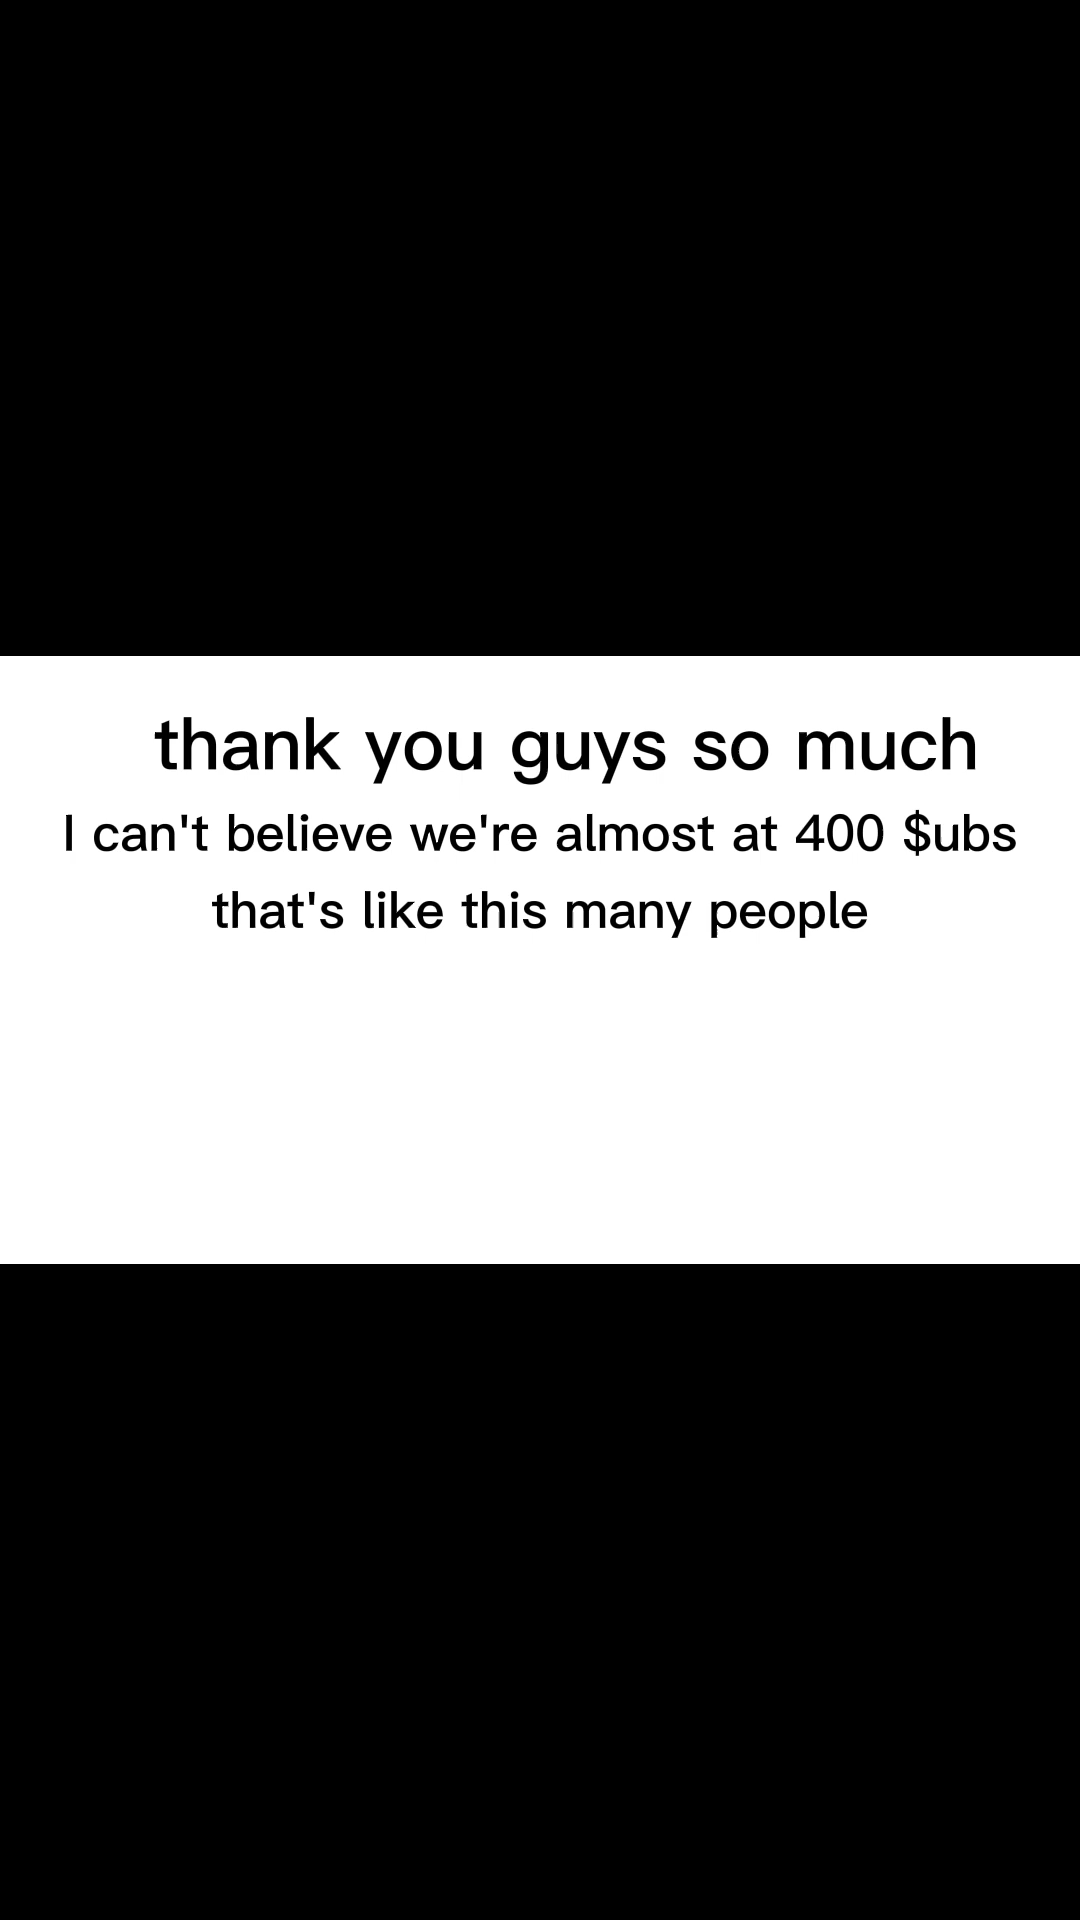 thank you guys so much
I can't believe we're almost at 400 $ubs
that's like this many people